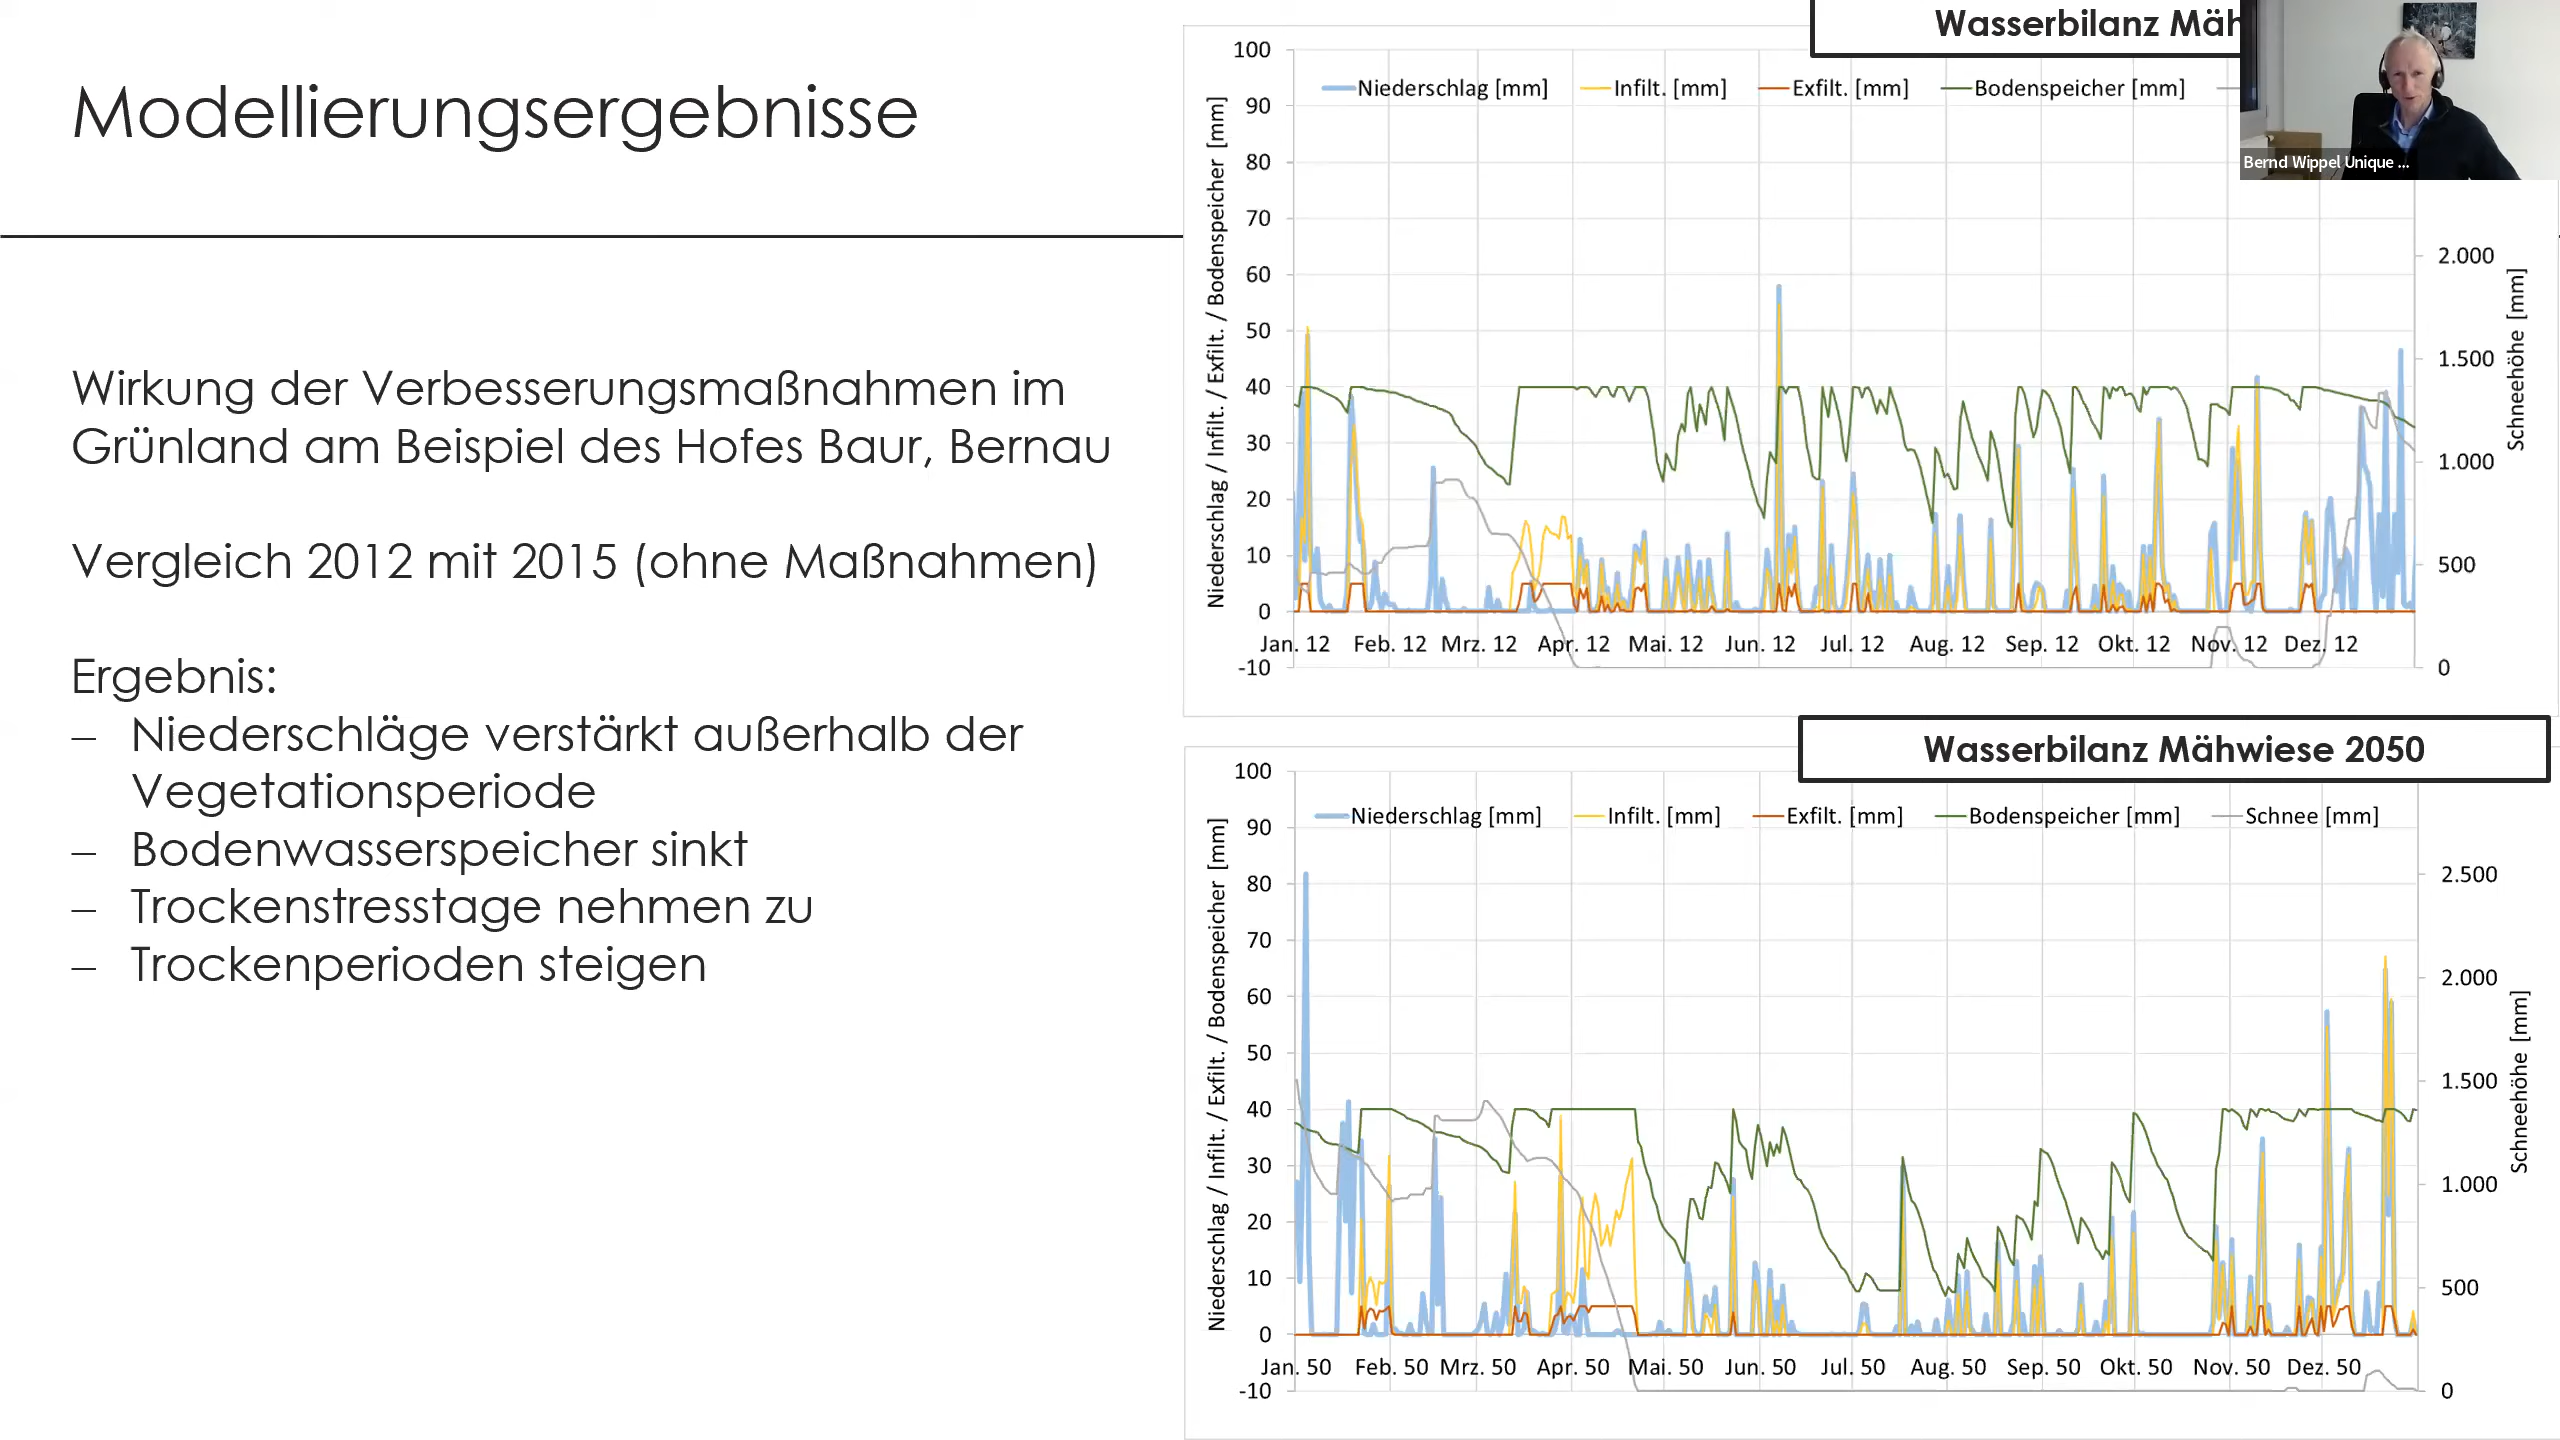 Modellierungsergebnisse
Wirkung der Verbesserungsmaßnahmen im
Grünland am Beispiel des Hofes Baur, Bernau
Vergleich 2012 mit 2015 (ohne Maßnahmen)
Ergebnis:
– Niederschläge verstärkt außerhalb der
Vegetationsperiode
– Bodenwasserspeicher sinkt
– Trockenstresstage nehmen zu
– Trockenperioden steigen
Wasserbilanz Mäh
Bernd Wippel Unique ...
Niederschlag [mm] Infilt. [mm] Exfilt. [mm] Bodenspeicher [mm]
Niederschlag / Infilt. / Exfilt. / Bodenspeicher [mm]
100
90
80
70
60
50
40
30
20
10
0
-10
Jan. 12 Feb. 12 Mrz. 12 Apr. 12 Mai. 12 Jun. 12 Jul. 12 Aug. 12 Sep. 12 Okt. 12 Nov. 12 Dez. 12
2.000
1.500
1.000
500
0
Schneehöhe [mm]
Wasserbilanz Mähwiese 2050
Niederschlag [mm] Infilt. [mm] Exfilt. [mm] Bodenspeicher [mm] Schnee [mm]
Niederschlag / Infilt. / Exfilt. / Bodenspeicher [mm]
100
90
80
70
60
50
40
30
20
10
0
-10
Jan. 50 Feb. 50 Mrz. 50 Apr. 50 Mai. 50 Jun. 50 Jul. 50 Aug. 50 Sep. 50 Okt. 50 Nov. 50 Dez. 50
2.500
2.000
1.500
1.000
500
0
Schneehöhe [mm]